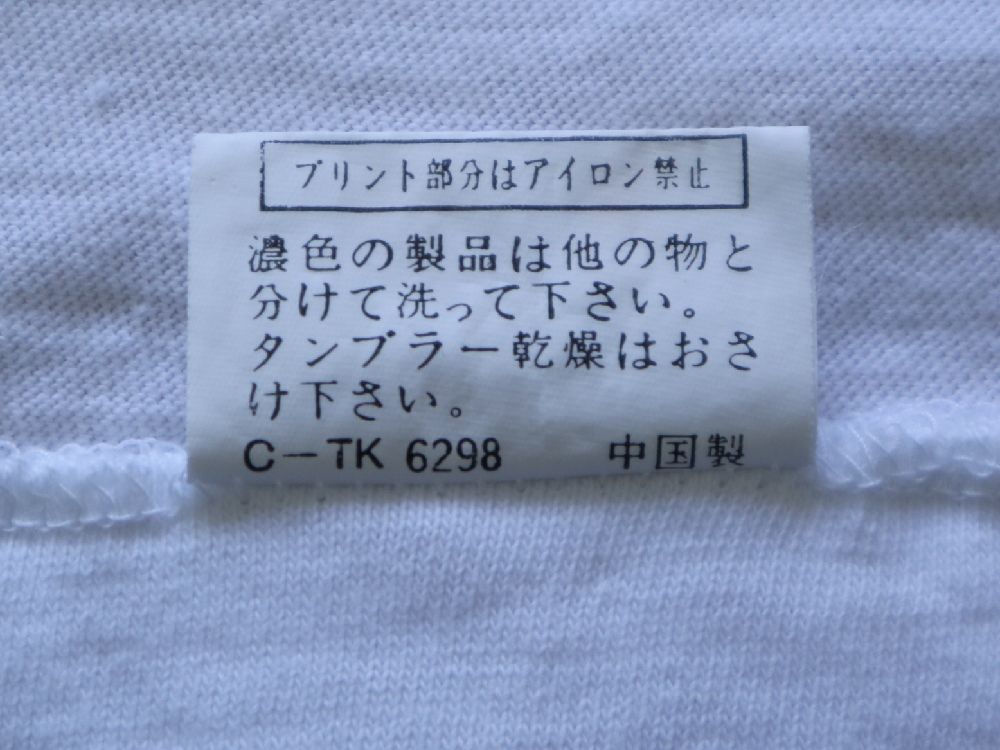 プリント部分はアイロン禁止
濃色の製品は他の物と
分けて洗って下さい。
タンブラー乾燥はおさ
け下さい。
C－TK 6298 中国製